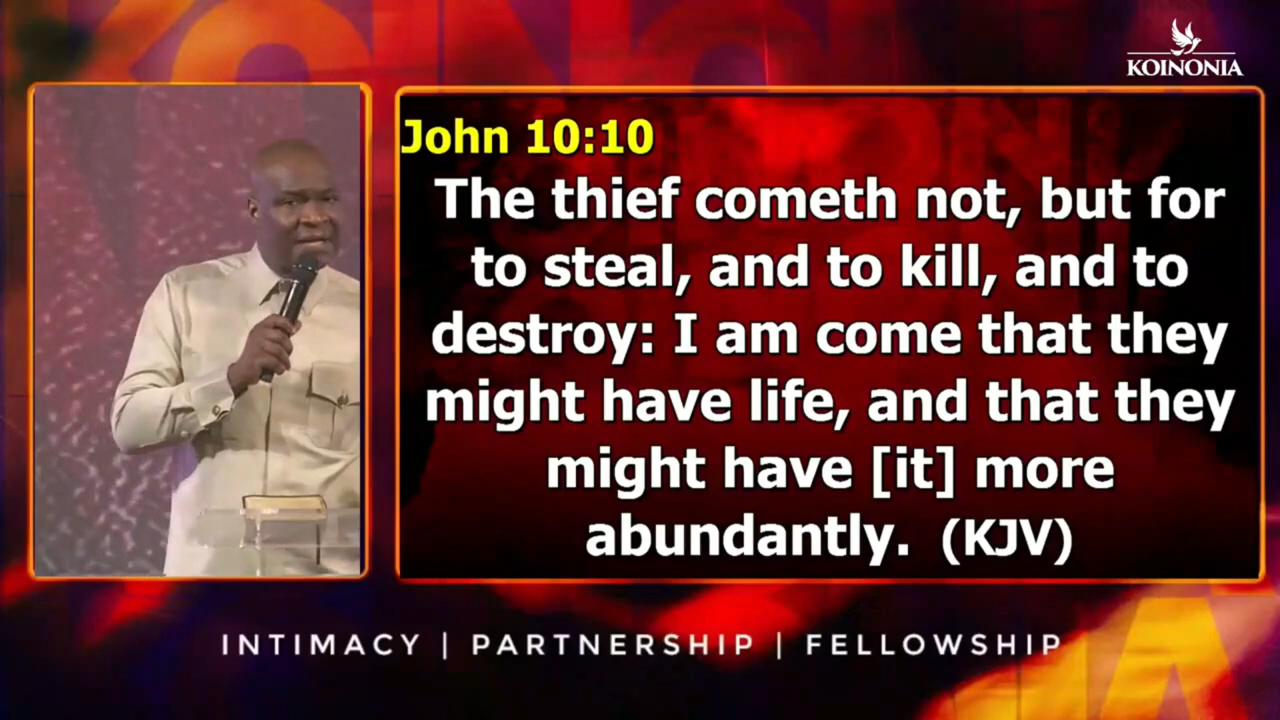 KOINONIA
John 10:10
The thief cometh not, but for
to steal, and to kill, and to
destroy: I am come that they
might have life, and that they
might have [it] more
abundantly. (KJV)
INTIMACY | PARTNERSHIP | FELLOWSHIP